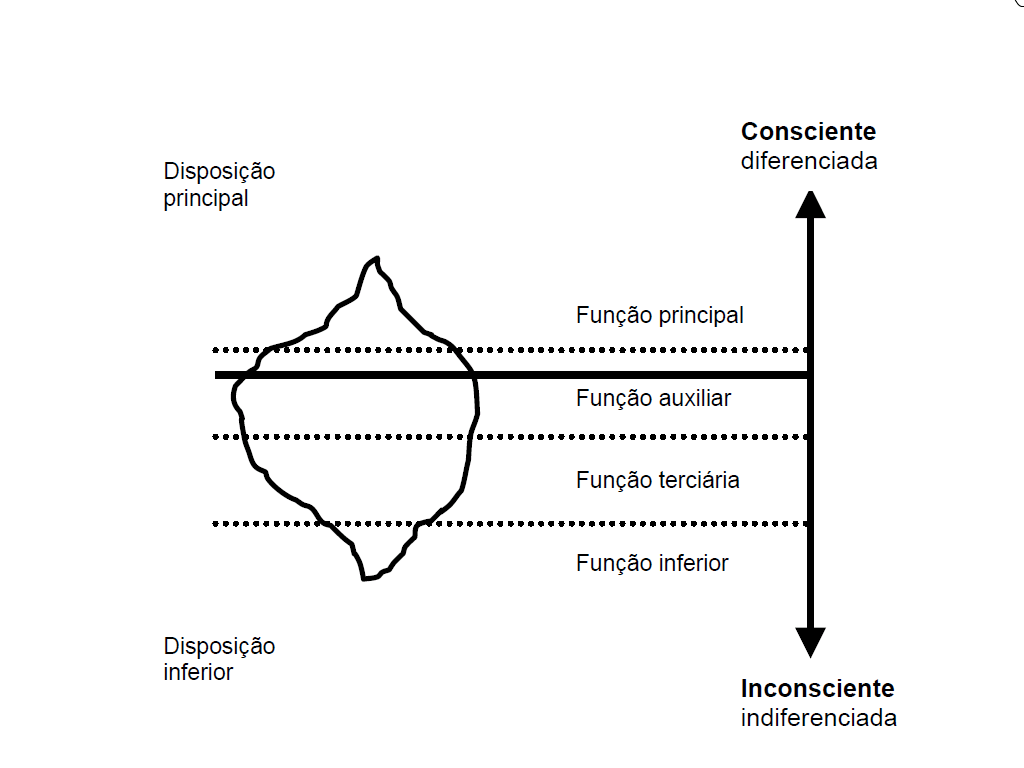 Consciente
diferenciada
Disposição
principal
Função principal
Função auxiliar
Função terciária
Função inferior
Disposição
inferior
Inconsciente
indiferenciada